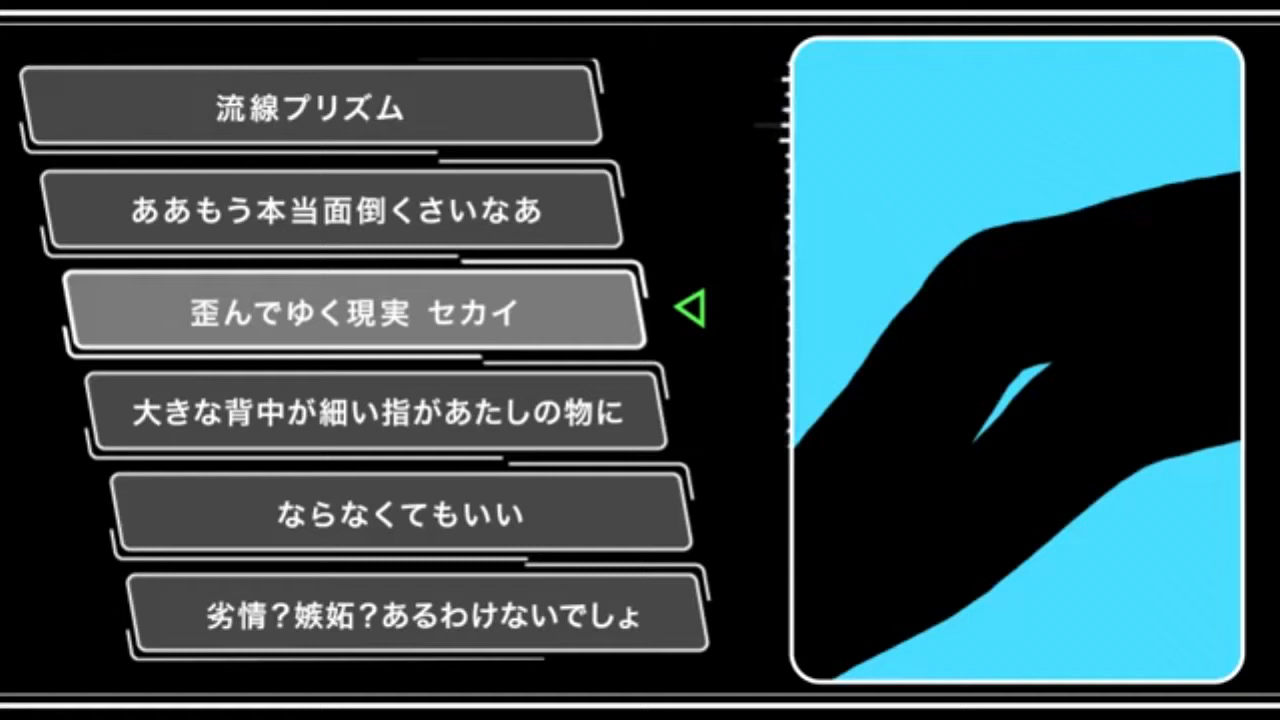 流線プリズム
ああもう本当面倒くさいなあ
歪んでゆく現実 セカイ
大きな背中が細い指があたしの物に
ならなくてもいい
劣情？嫉妬？あるわけないでしょ